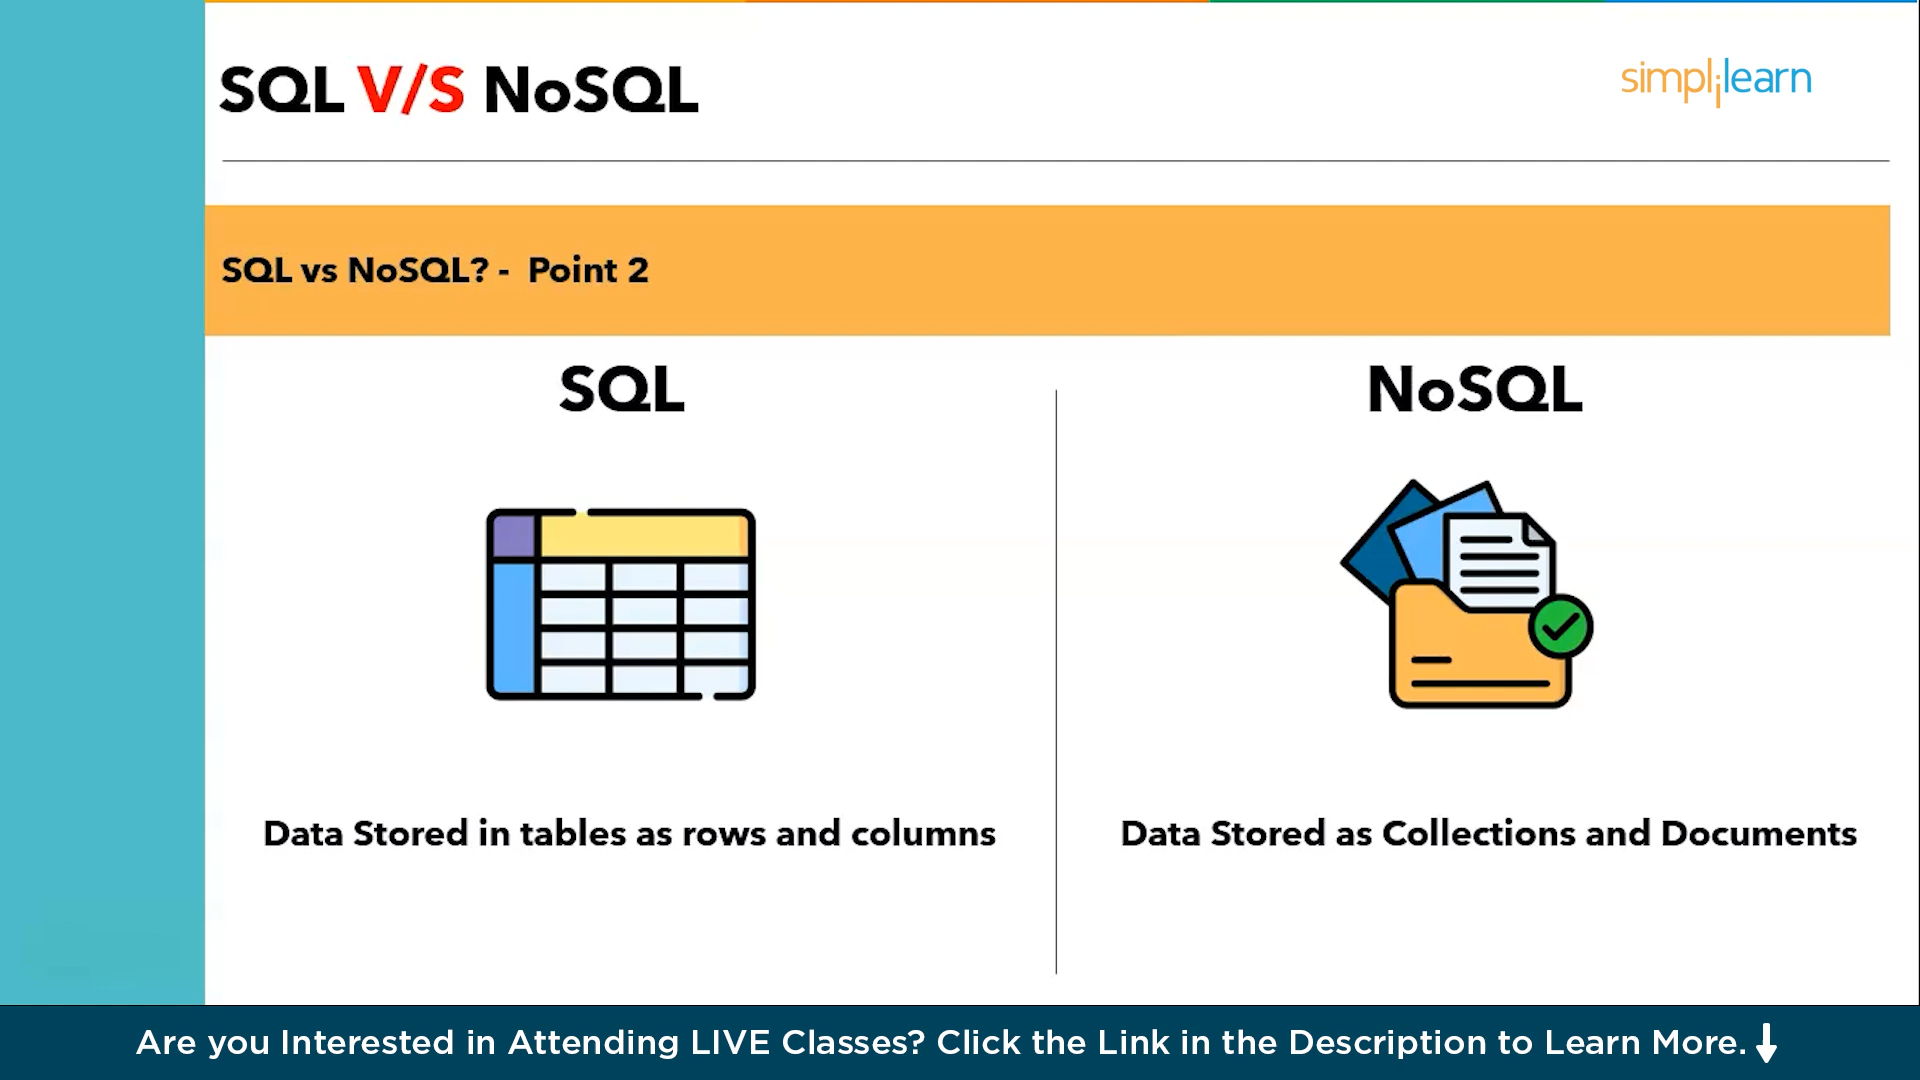 SQL V/S NoSQL
simplilearn
SQL vs NoSQL? - Point 2
SQL
NoSQL
Data Stored in tables as rows and columns
Data Stored as Collections and Documents
Are you Interested in Attending LIVE Classes? Click the Link in the Description to Learn More.